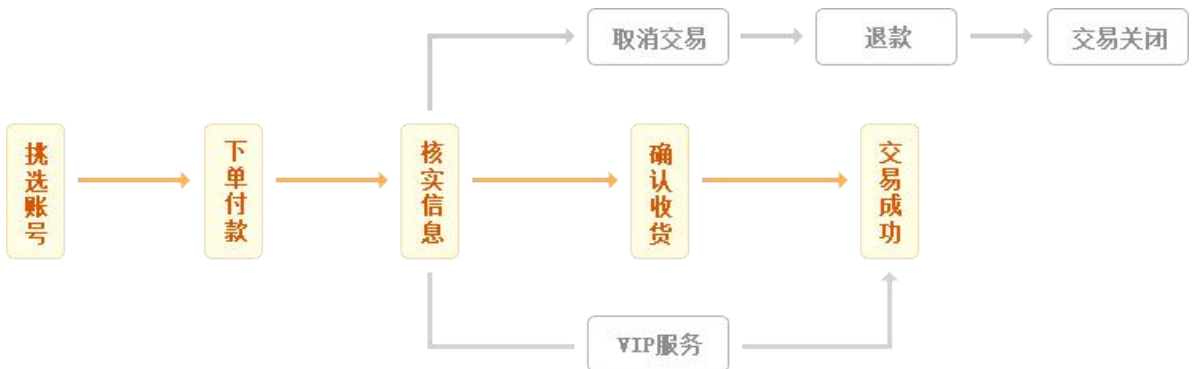 取消交易
退款
交易关闭
挑选账号
下单付款
核实信息
确认收货
交易成功
VIP服务